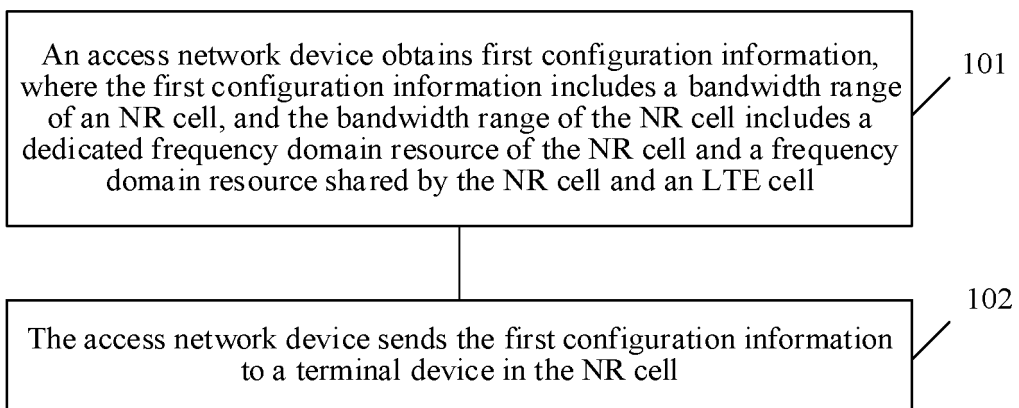 An access network device obtains first configuration information,
where the first configuration information includes a bandwidth range
of an NR cell, and the bandwidth range of the NR cell includes a
dedicated frequency domain resource of the NR cell and a frequency
domain resource shared by the NR cell and an LTE cell
101
The access network device sends the first configuration information
to a terminal device in the NR cell
102